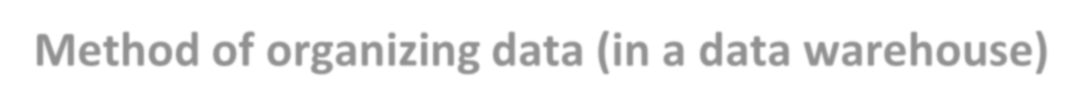 Method of organizing data (in a data warehouse)